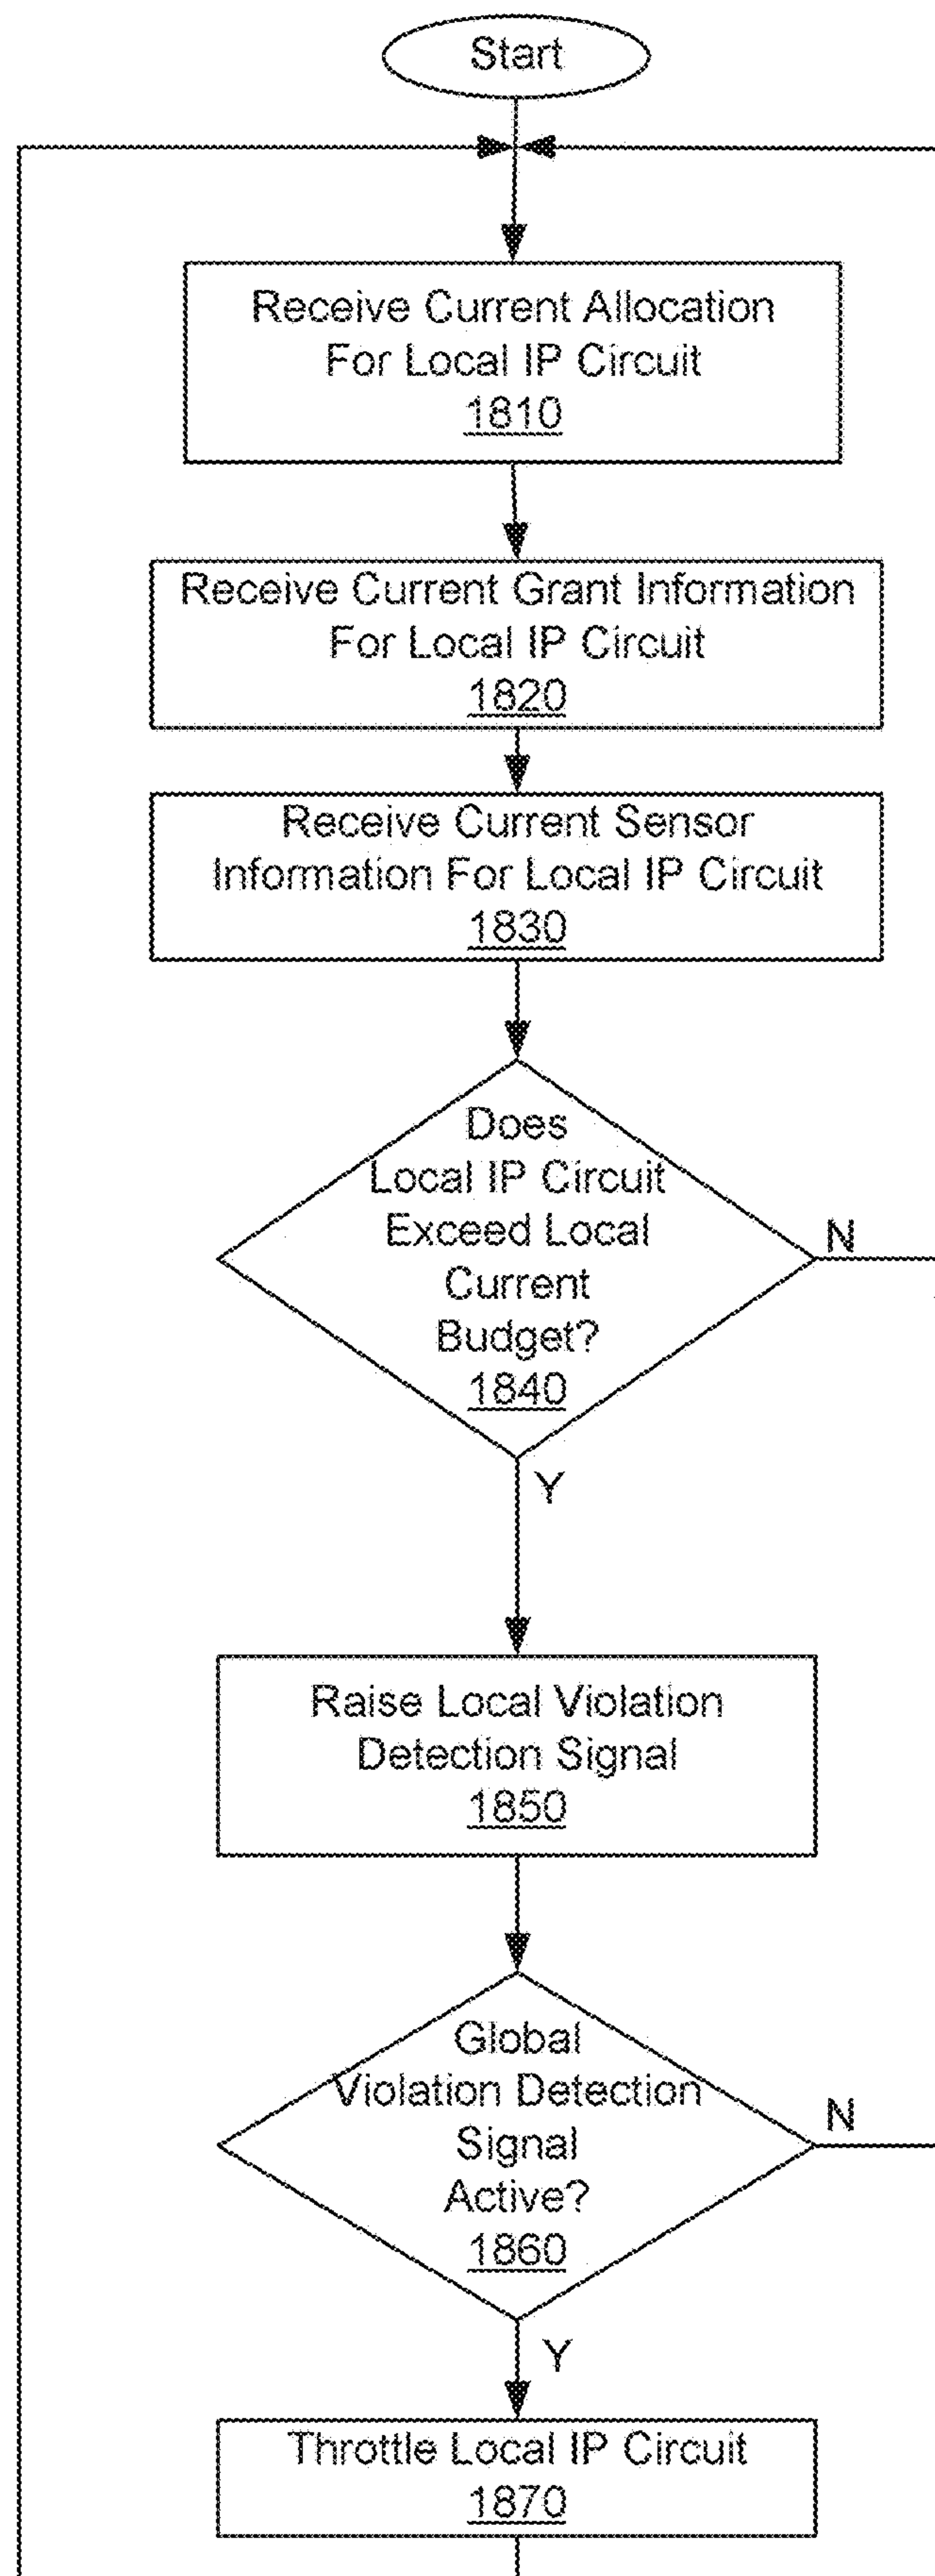 Start
Receive Current Allocation
For Local IP Circuit
1810
Receive Current Grant Information
For Local IP Circuit
1820
Receive Current Sensor
Information For Local IP Circuit
1830
Does
Local IP Circuit
Exceed Local
Current
Budget?
1840
N
Y
Raise Local Violation
Detection Signal
1850
Global
Violation Detection
Signal
Active?
1860
N
Y
Throttle Local IP Circuit
1870